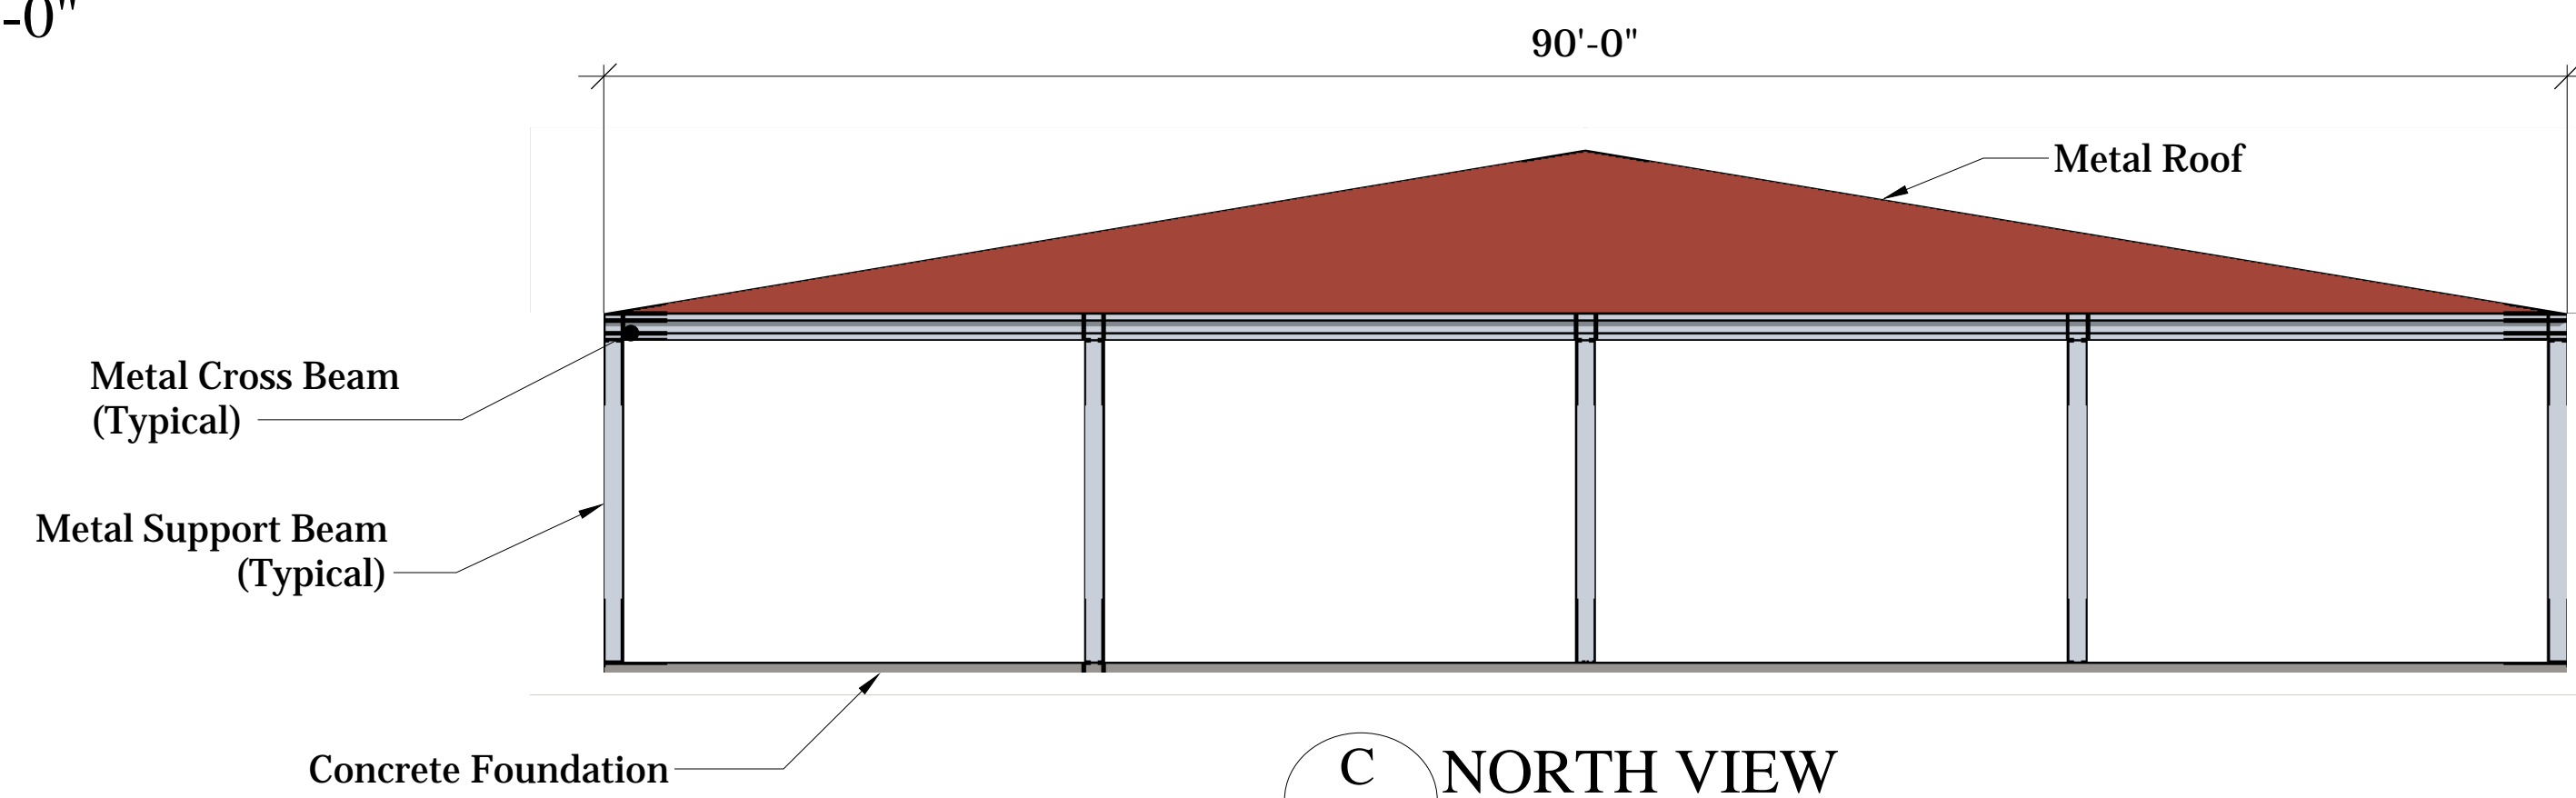 -0"
90'-0"
Metal Roof
Metal Cross Beam
(Typical)
Metal Support Beam
(Typical)
Concrete Foundation
C
NORTH VIEW